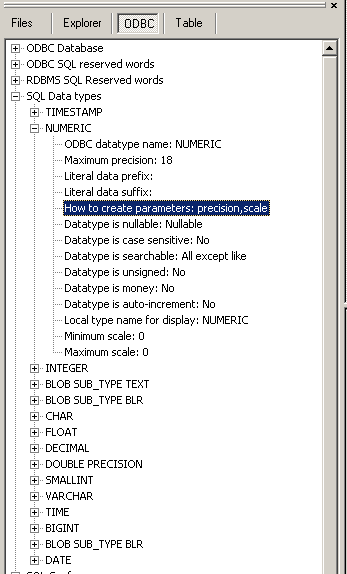 Files Explorer ODBC Table
ODBC Database
ODBC SQL reserved words
RDBMS SQL Reserved words
SQL Data types
TIMESTAMP
NUMERIC
ODBC datatype name: NUMERIC
Maximum precision: 18
Literal data prefix:
Literal data suffix:
How to create parameters: precision,scale
Datatype is nullable: Nullable
Datatype is case sensitive: No
Datatype is searchable: All except like
Datatype is unsigned: No
Datatype is money: No
Datatype is auto-increment: No
Local type name for display: NUMERIC
Minimum scale: 0
Maximum scale: 0
INTEGER
BLOB SUB_TYPE TEXT
BLOB SUB_TYPE BLR
CHAR
FLOAT
DECIMAL
DOUBLE PRECISION
SMALLINT
VARCHAR
TIME
BIGINT
BLOB SUB_TYPE BLR
DATE